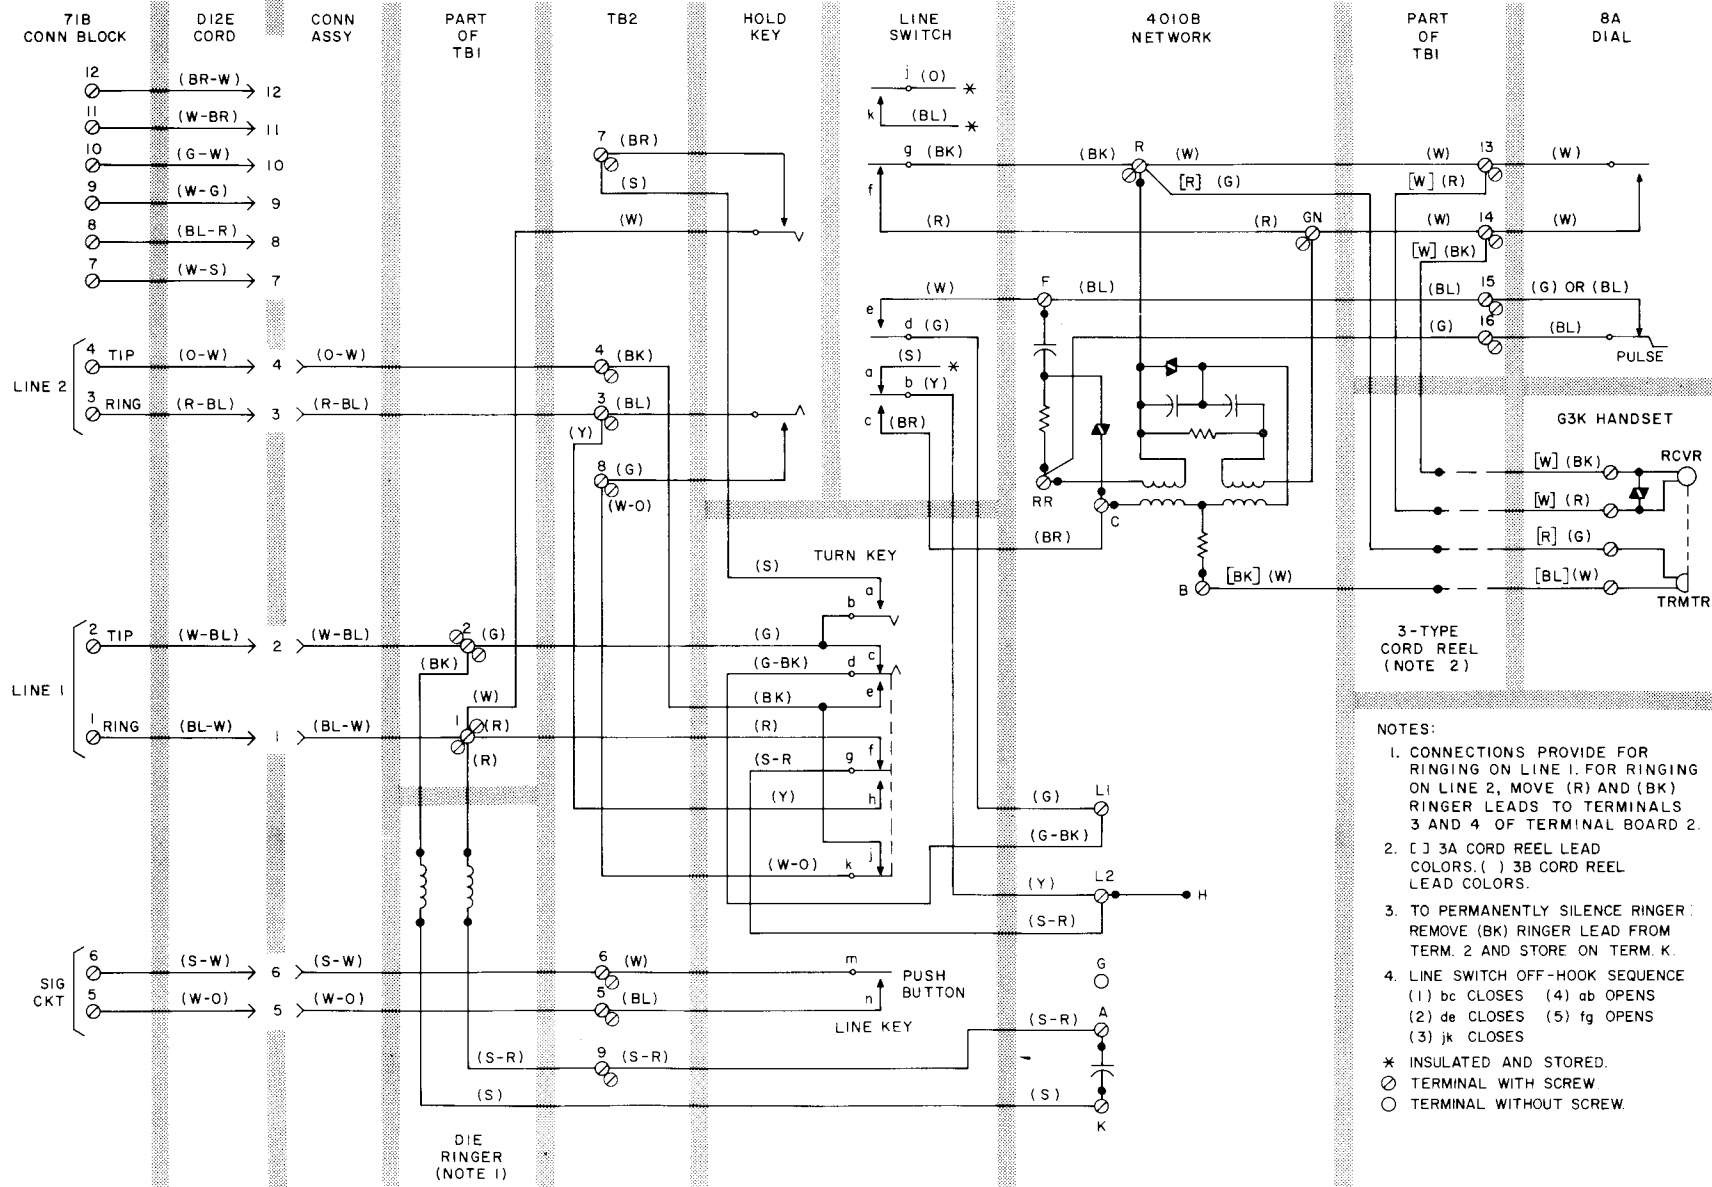 71B
CONN BLOCK
D12E
CORD
CONN
ASSY
PART
OF
TB1
TB2
HOLD
KEY
LINE
SWITCH
4010B
NETWORK
PART
OF
TB1
8A
DIAL
12 (BR-W) 12
11 (W-BR) 11
10 (G-W) 10
9 (W-G) 9
8 (BL-R) 8
7 (W-S) 7
LINE 2
4 TIP (O-W) 4 (O-W) 4 (BK)
3 RING (R-BL) 3 (R-BL) 3 (BL)
(Y)
8 (G)
(W-O)
7 (BR)
(S)
(W)
j (O) *
k (BL) *
g (BK) (BK) R (W) (W) 13 (W)
f
[R] (G) [W] (R)
(R) (R) GN (W) 14 (W)
[W] (BK)
(W) F (BL) (BL) 15 (G) OR (BL)
e
d (G) (G) 16 (BL)
PULSE
(S) *
a
b (Y)
c (BR)
RR
C
(BR)
B [BK] (W)
G3K HANDSET
[W] (BK) RCVR
[W] (R)
[R] (G)
[BL] (W)
TRMTR
3-TYPE
CORD REEL
(NOTE 2)
TURN KEY
(S)
a
b
LINE 1
2 TIP (W-BL) 2 (W-BL) 2 (G) (G)
c
(BK)
(G-BK) d
(W)
(BK) e
1 RING (BL-W) 1 (BL-W) 1 (R) (R)
f
(R)
(S-R g
(Y) h
j
(W-O) k
(G) L1
(G-BK)
(Y) L2
H
(S-R)
SIG
CKT
6 (S-W) 6 (S-W) 6 (W) m
5 (W-O) 5 (W-O) 5 (BL) n
PUSH
BUTTON
LINE KEY
G
(S-R) A
(S-R) 9 (S-R)
(S) (S)
K
D1E
RINGER
(NOTE 1)
NOTES:
1. CONNECTIONS PROVIDE FOR
RINGING ON LINE 1. FOR RINGING
ON LINE 2, MOVE (R) AND (BK)
RINGER LEADS TO TERMINALS
3 AND 4 OF TERMINAL BOARD 2.
2. [ ] 3A CORD REEL LEAD
COLORS. ( ) 3B CORD REEL
LEAD COLORS.
3. TO PERMANENTLY SILENCE RINGER:
REMOVE (BK) RINGER LEAD FROM
TERM. 2 AND STORE ON TERM. K.
4. LINE SWITCH OFF-HOOK SEQUENCE
(1) bc CLOSES (4) ab OPENS
(2) de CLOSES (5) fg OPENS
(3) jk CLOSES
* INSULATED AND STORED.
TERMINAL WITH SCREW.
TERMINAL WITHOUT SCREW.